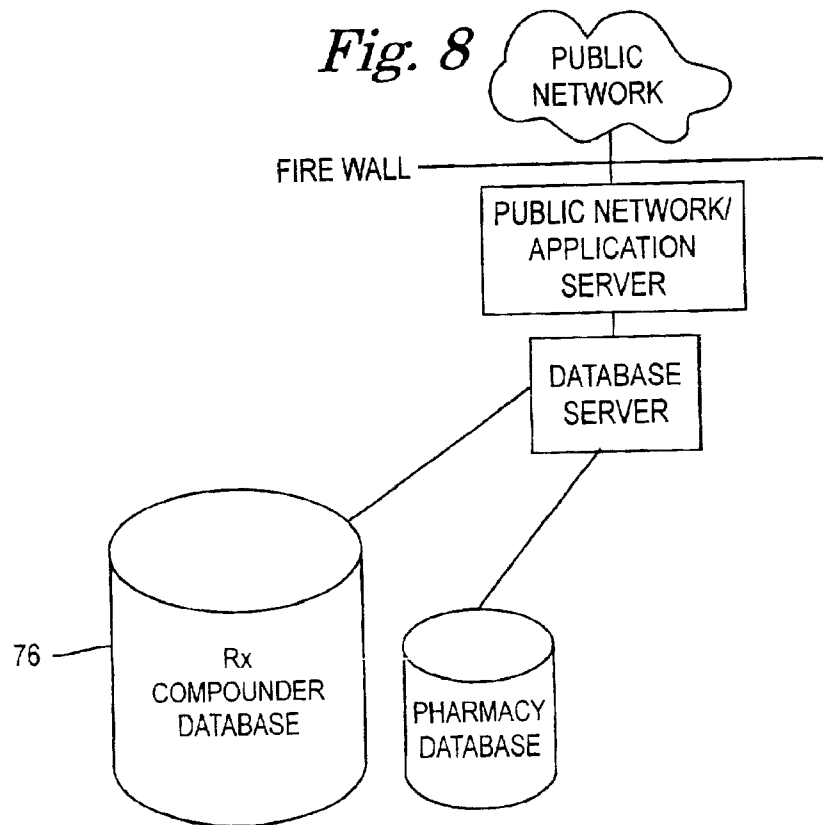 Fig. 8
PUBLIC
NETWORK
FIRE WALL
PUBLIC NETWORK/
APPLICATION
SERVER
DATABASE
SERVER
76
Rx
COMPOUNDER
DATABASE
PHARMACY
DATABASE